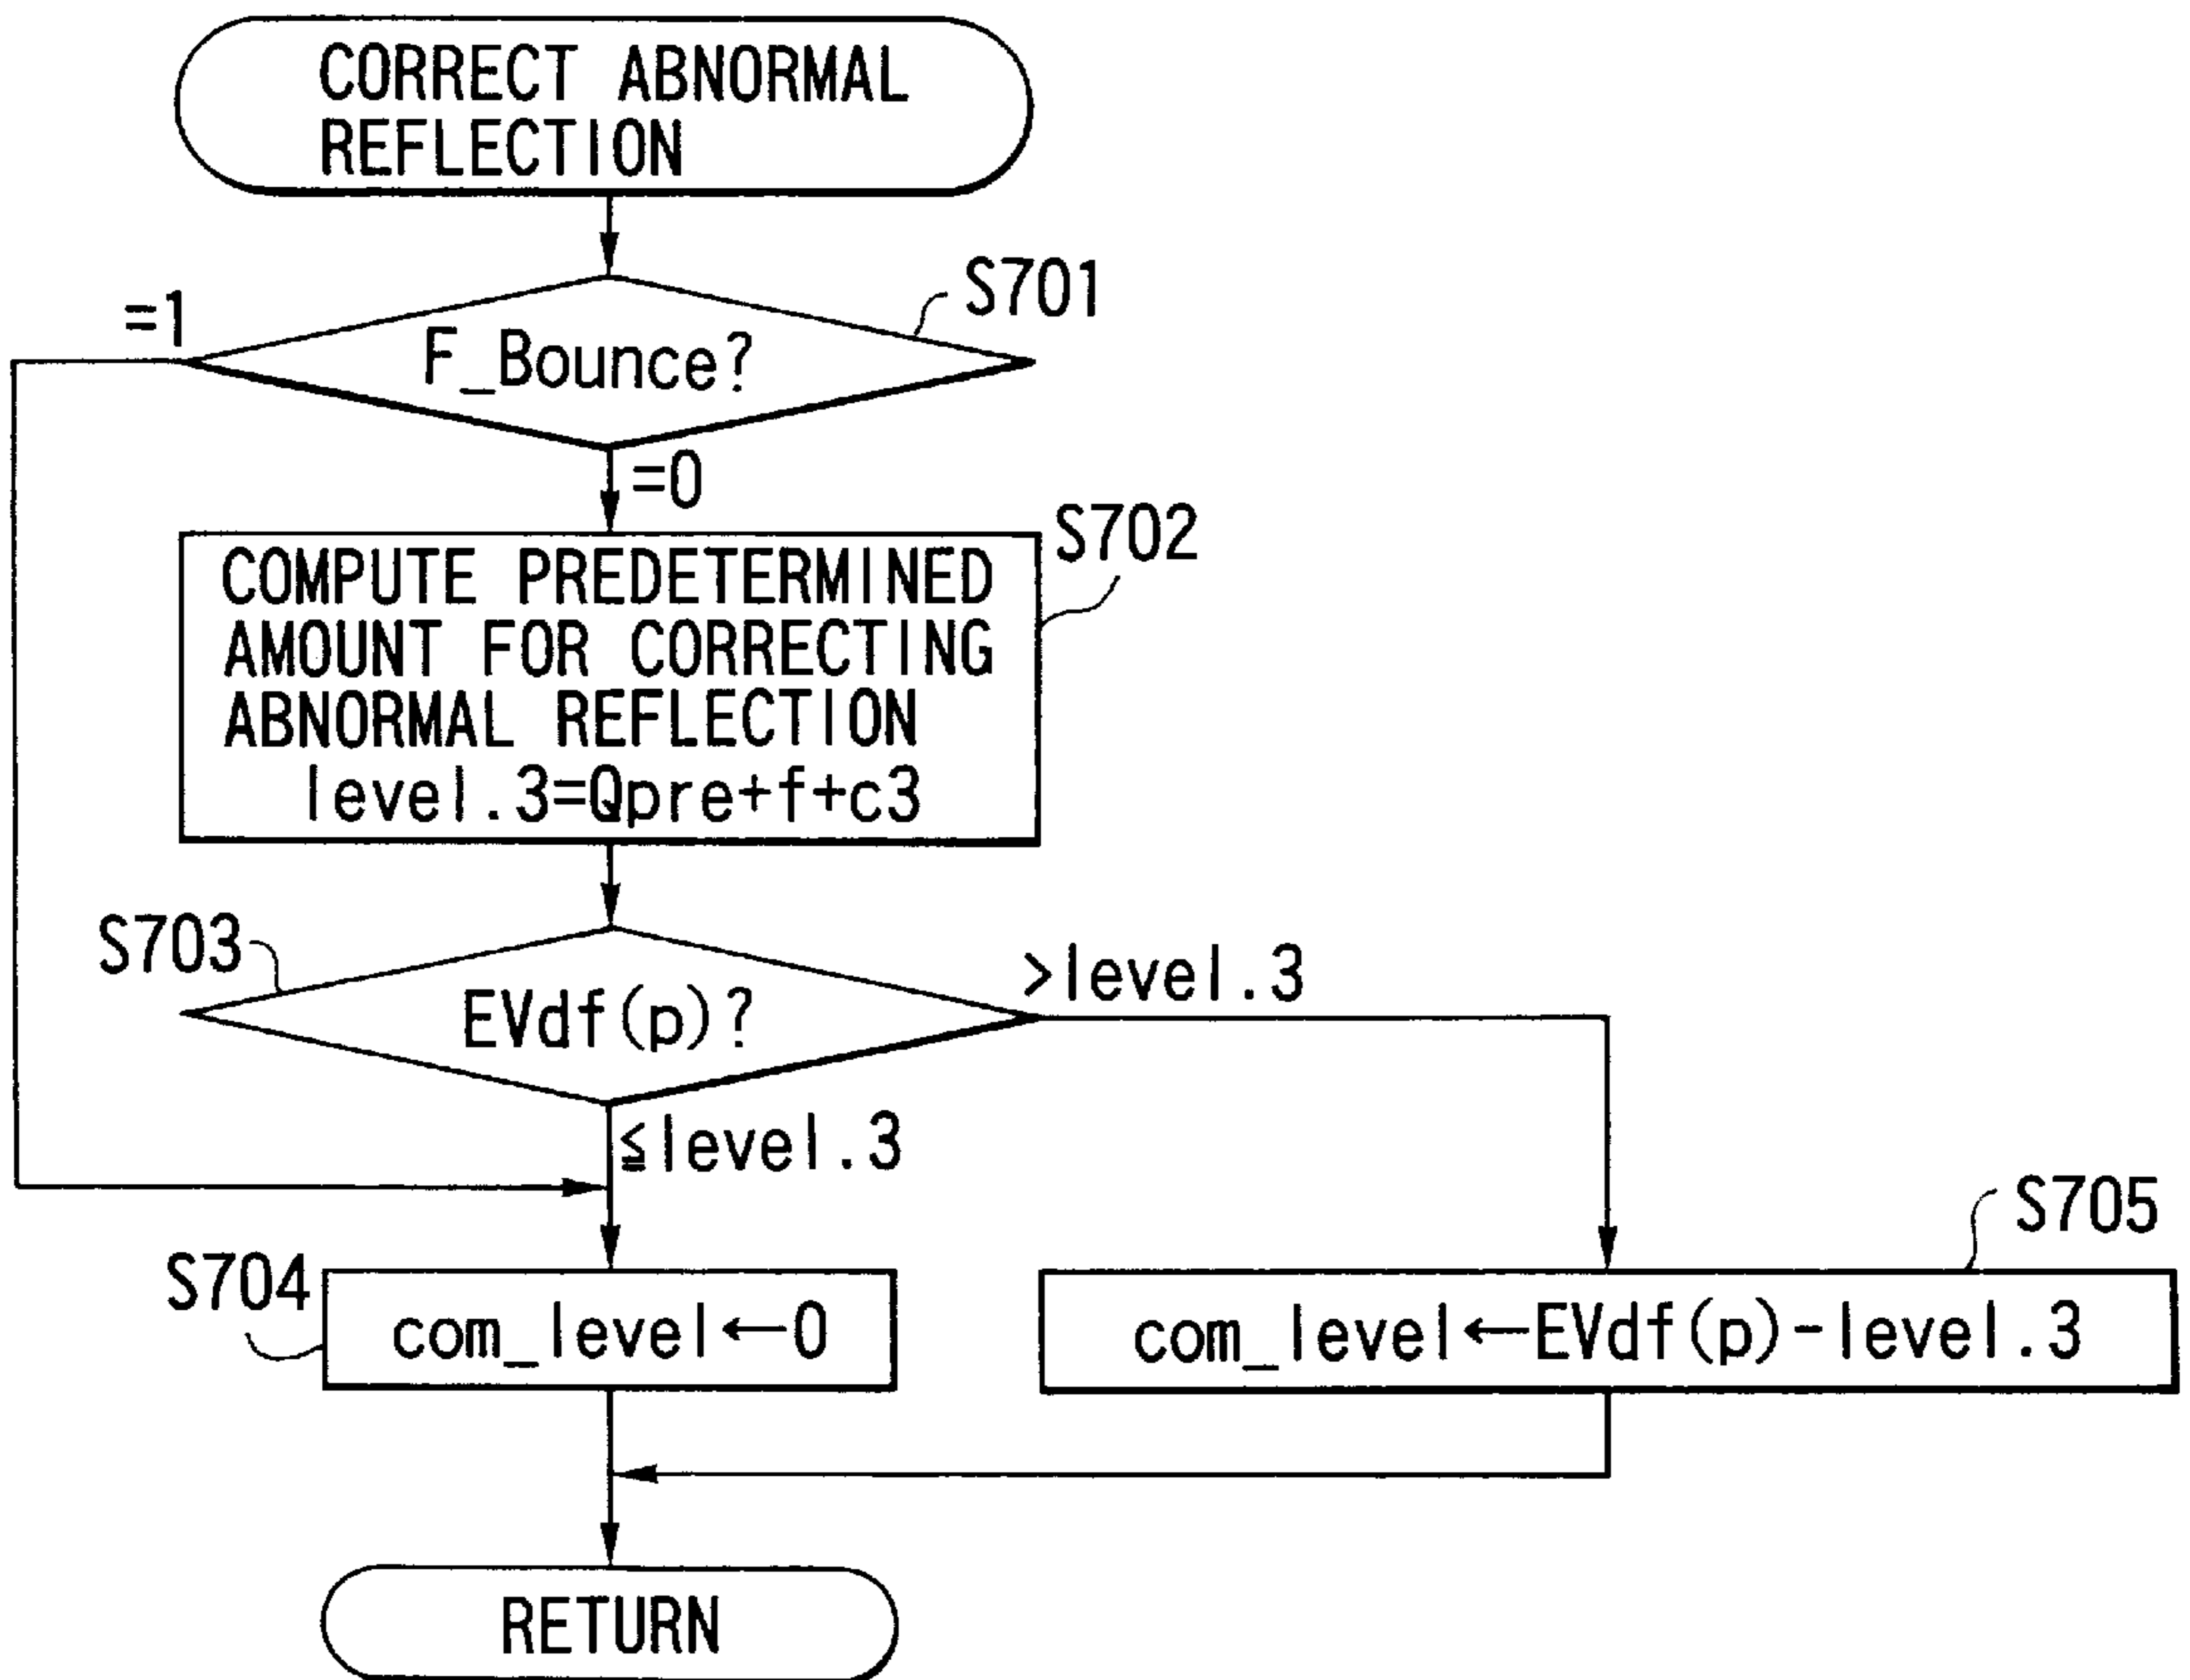 CORRECT ABNORMAL
REFLECTION
S701
=1
F_Bounce?
=0
S702
COMPUTE PREDETERMINED
AMOUNT FOR CORRECTING
ABNORMAL REFLECTION
level.3=Qpre+f+c3
S703
>level.3
EVdf(p)?
≦level.3
S704
S705
com_level←0
com_level←EVdf(p)-level.3
RETURN